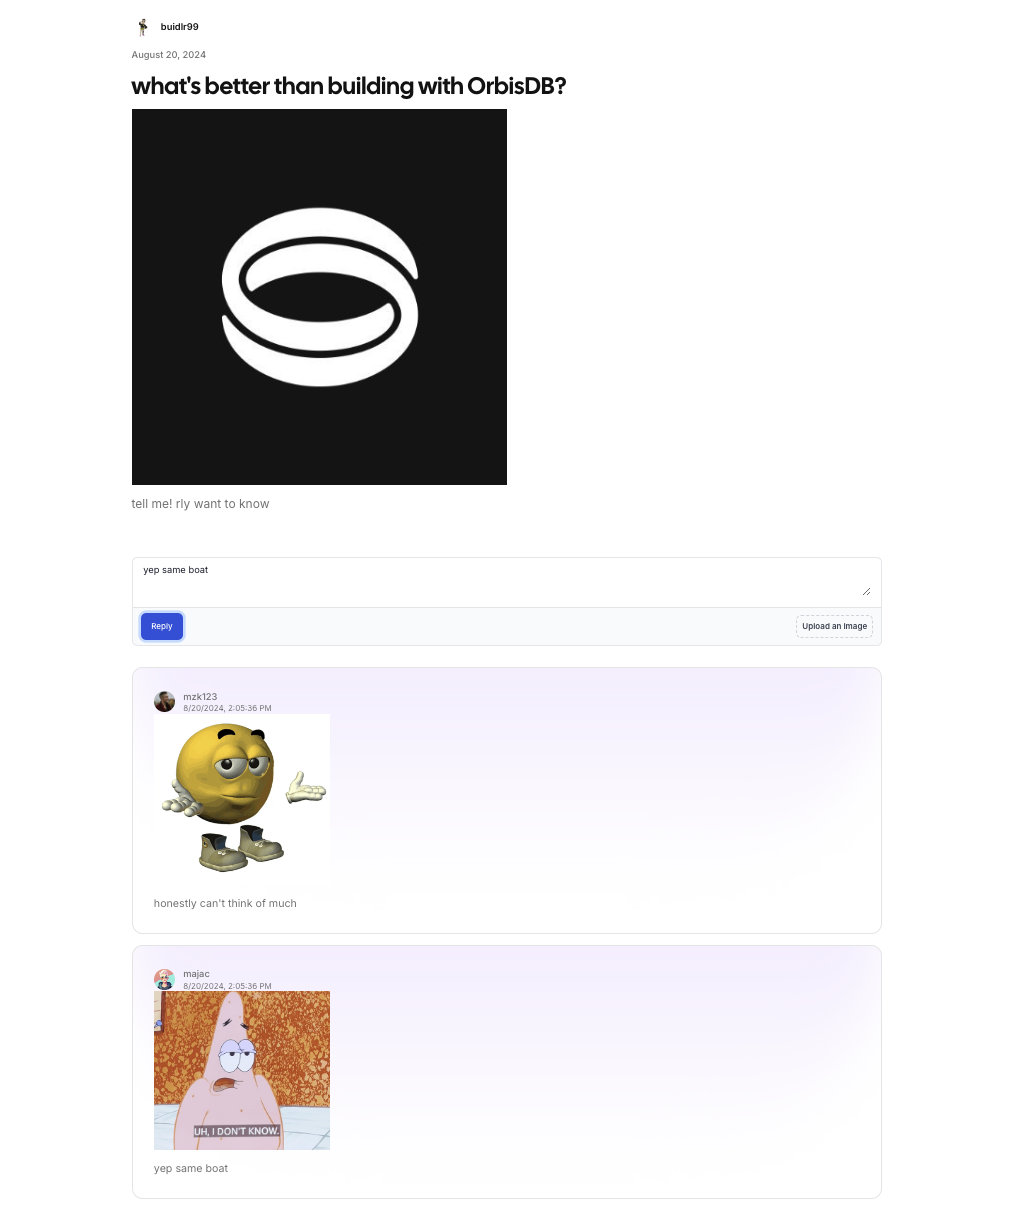 buidlr99
August 20, 2024
what's better than building with OrbisDB?
tell me! rly want to know
yep same boat
Reply
Upload an image
mzk123
8/20/2024, 2:05:36 PM
honestly can't think of much
majac
8/20/2024, 2:05:36 PM
UH, I DON'T KNOW.
yep same boat